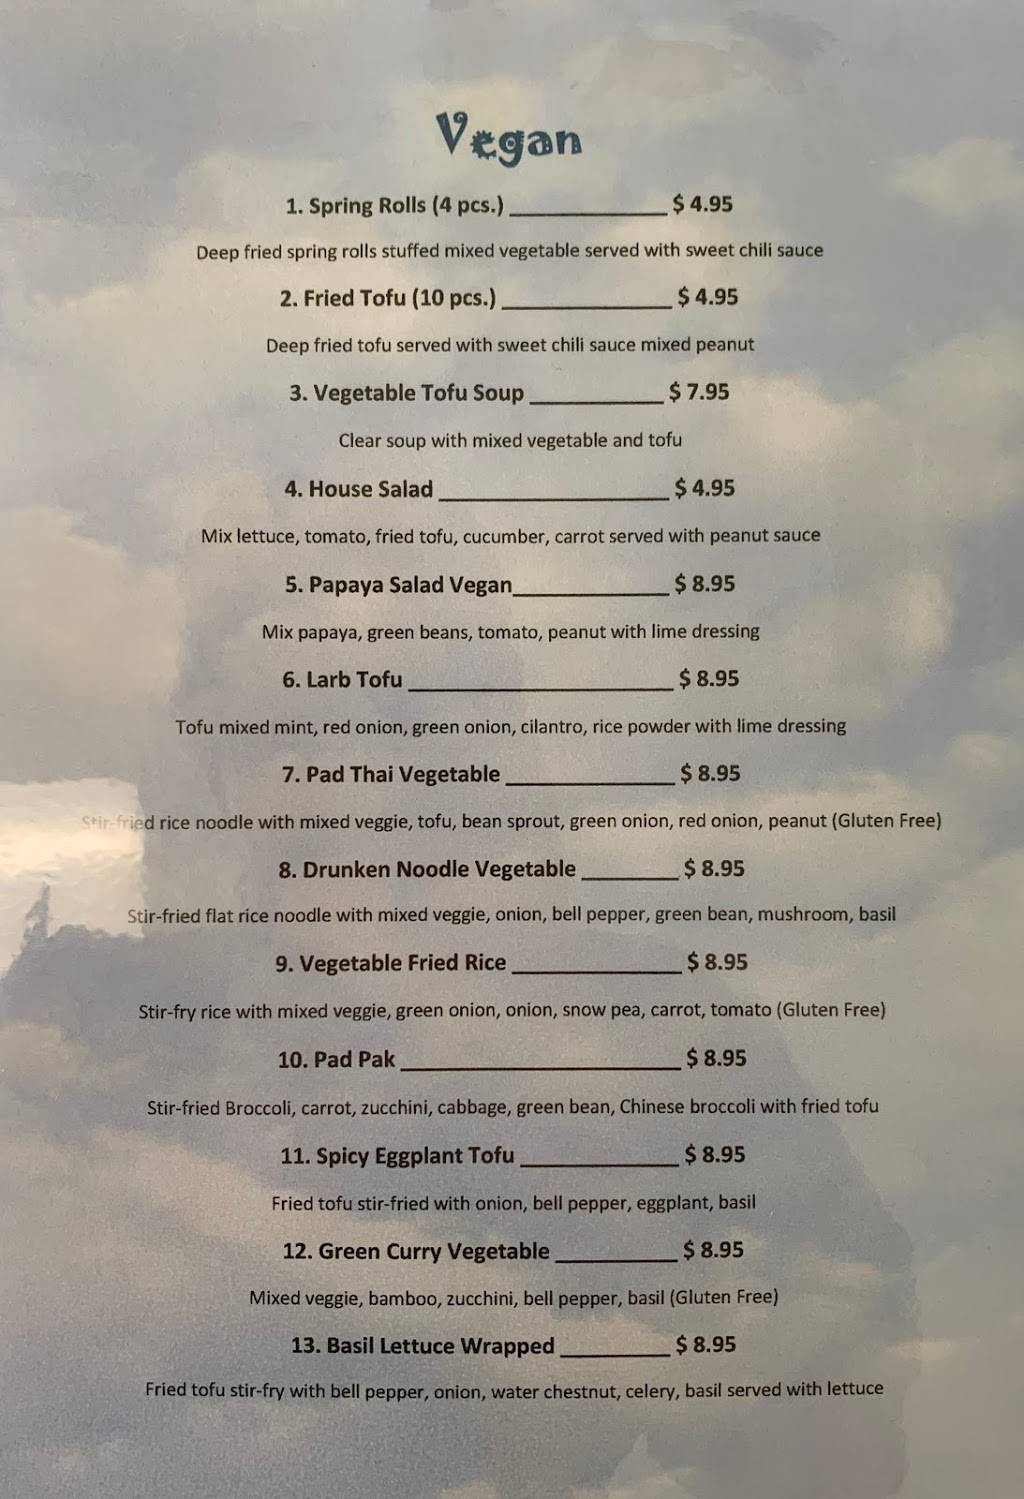 Vegan
1. Spring Rolls (4 pcs.) ______________ $ 4.95
Deep fried spring rolls stuffed mixed vegetable served with sweet chili sauce
2. Fried Tofu (10 pcs.) _______________ $ 4.95
Deep fried tofu served with sweet chili sauce mixed peanut
3. Vegetable Tofu Soup ____________ $ 7.95
Clear soup with mixed vegetable and tofu
4. House Salad ____________________ $ 4.95
Mix lettuce, tomato, fried tofu, cucumber, carrot served with peanut sauce
5. Papaya Salad Vegan______________ $ 8.95
Mix papaya, green beans, tomato, peanut with lime dressing
6. Larb Tofu _______________________ $ 8.95
Tofu mixed mint, red onion, green onion, cilantro, rice powder with lime dressing
7. Pad Thai Vegetable _______________ $ 8.95
Stir-fried rice noodle with mixed veggie, tofu, bean sprout, green onion, red onion, peanut (Gluten Free)
8. Drunken Noodle Vegetable _________ $ 8.95
Stir-fried flat rice noodle with mixed veggie, onion, bell pepper, green bean, mushroom, basil
9. Vegetable Fried Rice _______________ $ 8.95
Stir-fry rice with mixed veggie, green onion, onion, snow pea, carrot, tomato (Gluten Free)
10. Pad Pak _________________________ $ 8.95
Stir-fried Broccoli, carrot, zucchini, cabbage, green bean, Chinese broccoli with fried tofu
11. Spicy Eggplant Tofu ______________ $ 8.95
Fried tofu stir-fried with onion, bell pepper, eggplant, basil
12. Green Curry Vegetable ___________ $ 8.95
Mixed veggie, bamboo, zucchini, bell pepper, basil (Gluten Free)
13. Basil Lettuce Wrapped __________ $ 8.95
Fried tofu stir-fry with bell pepper, onion, water chestnut, celery, basil served with lettuce